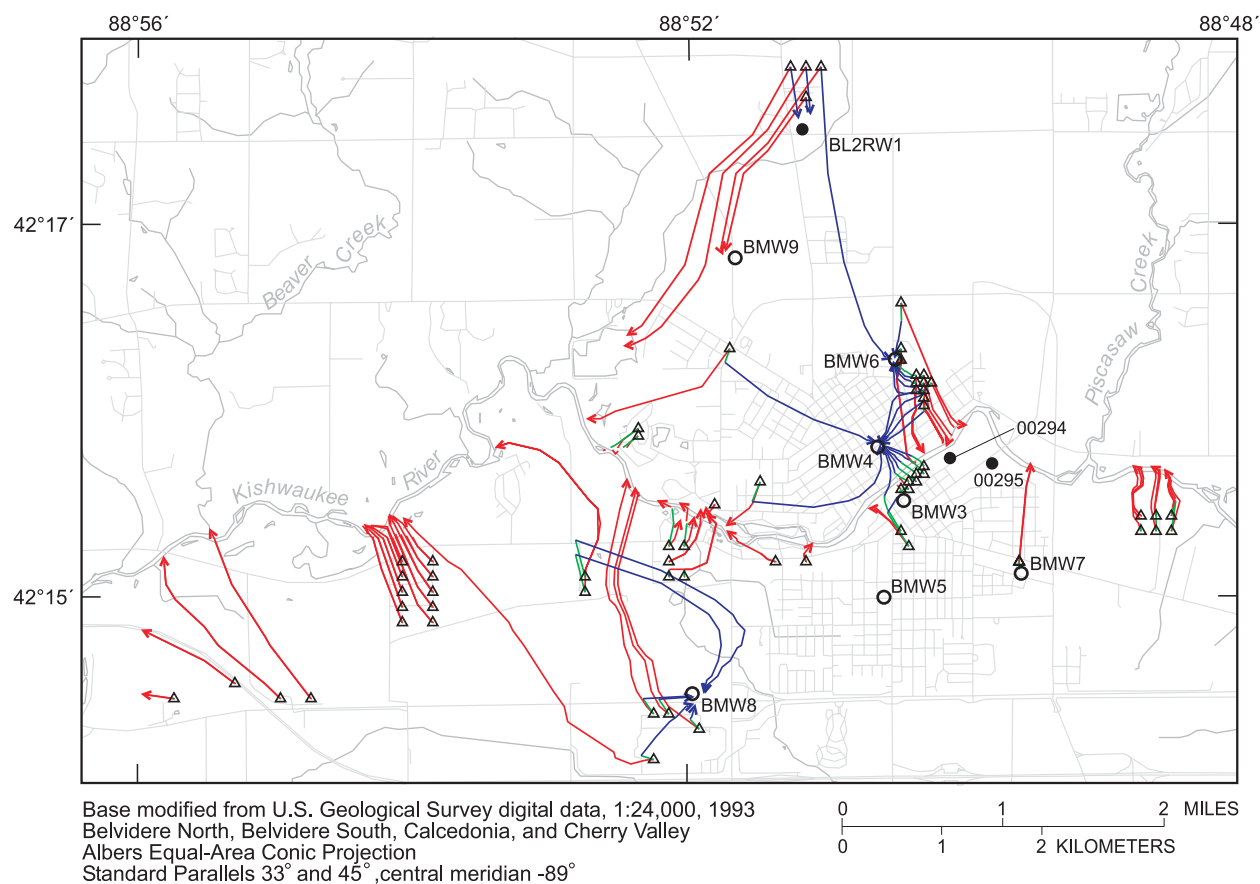 88°56´ 88°52´ 88°48´
BL2RW1
42°17´
Beaver Creek
BMW9
Piscasaw Creek
BMW6
00294
BMW4
00295
Kishwaukee River
BMW3
BMW7
42°15´
BMW5
BMW8
Base modified from U.S. Geological Survey digital data, 1:24,000, 1993
Belvidere North, Belvidere South, Calcedonia, and Cherry Valley
Albers Equal-Area Conic Projection
Standard Parallels 33° and 45° ,central meridian -89°
0 1 2 MILES
0 1 2 KILOMETERS